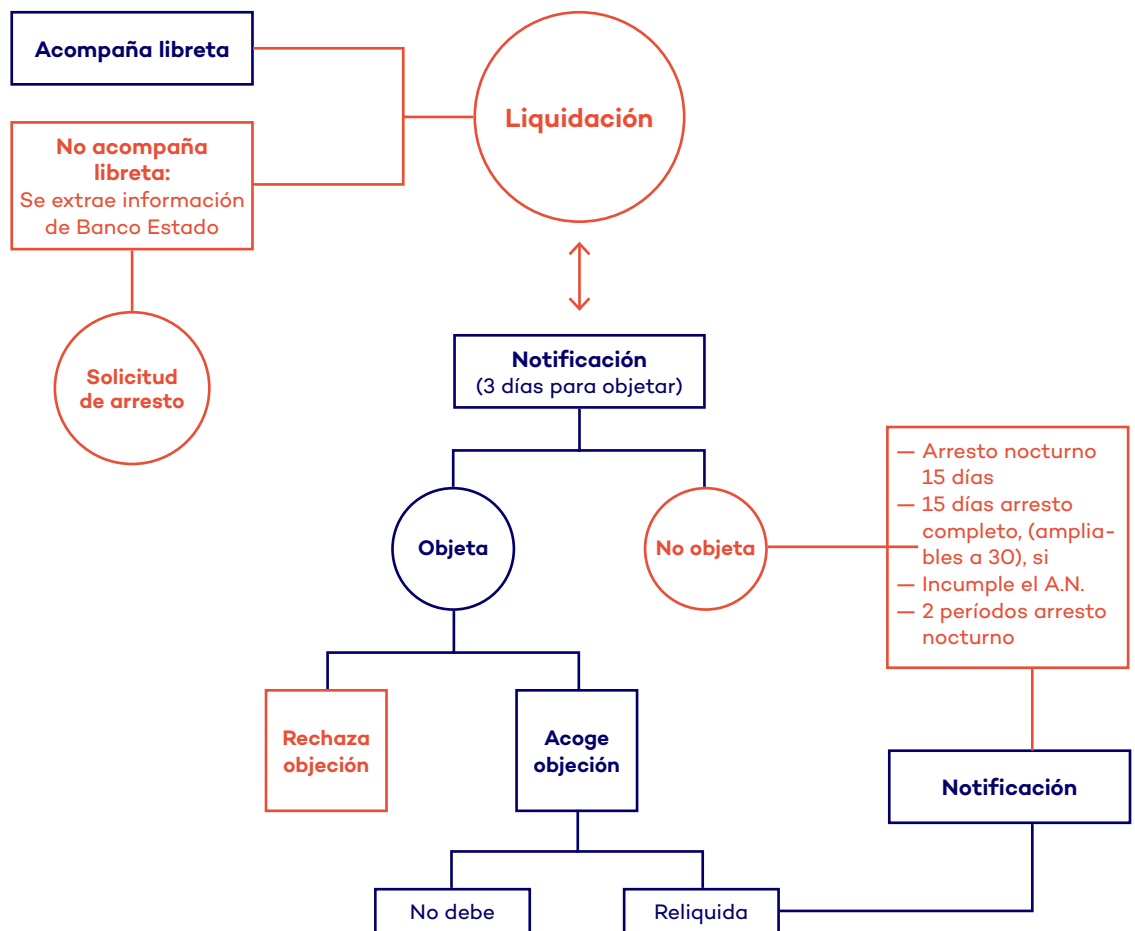 Acompaña libreta
Liquidación
No acompaña
libreta:
Se extrae información
de Banco Estado
Solicitud
de arresto
Notificación
(3 días para objetar)
Objeta
No objeta
— Arresto nocturno
15 días
— 15 días arresto
completo, (amplia-
bles a 30), si
— Incumple el A.N.
— 2 períodos arresto
nocturno
Rechaza
objeción
Acoge
objeción
Notificación
No debe
Reliquida